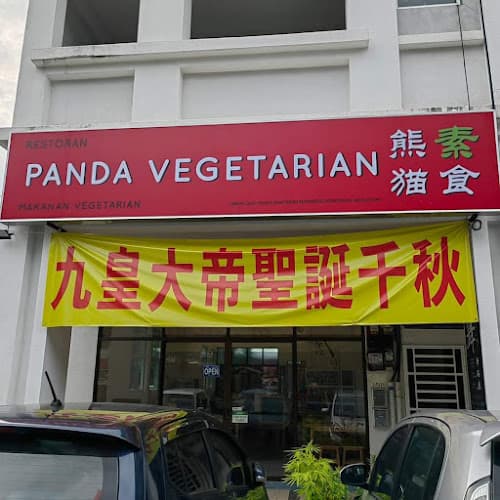 RESTORAN
PANDA VEGETARIAN
MAKANAN VEGETARIAN
熊猫
素食
九皇大帝聖誕千秋
OPEN